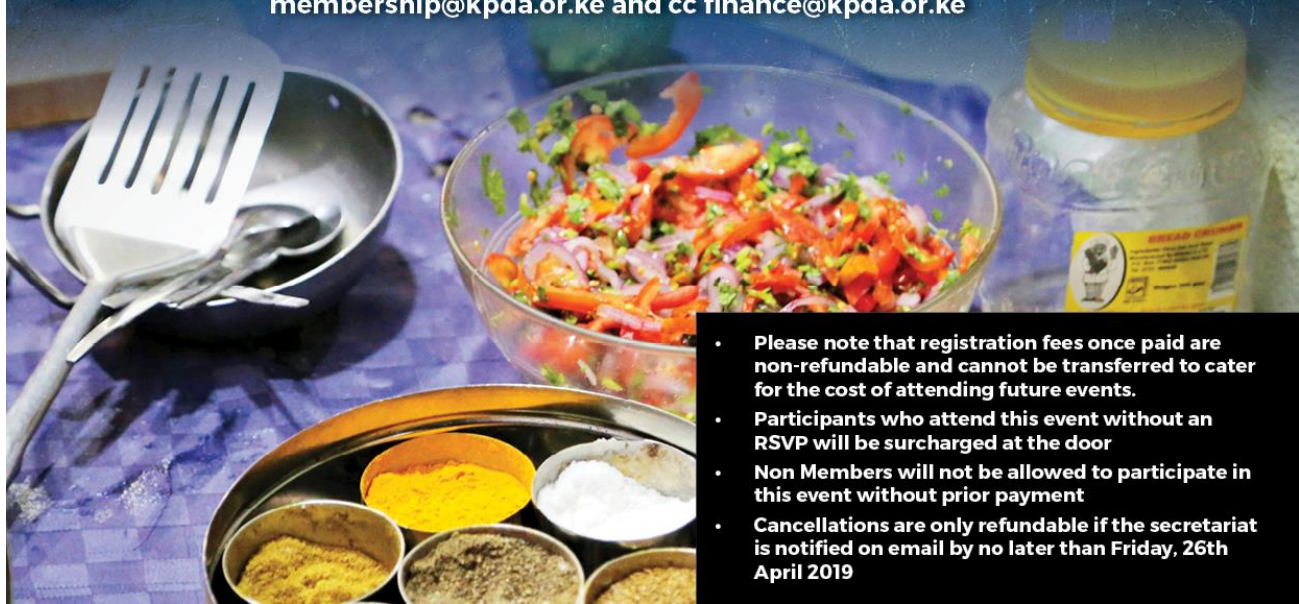 membership@kpda.or.ke and cc finance@kpda.or.ke
BREAD CRUMBS
• Please note that registration fees once paid are
non-refundable and cannot be transferred to cater
for the cost of attending future events.
• Participants who attend this event without an
RSVP will be surcharged at the door
• Non Members will not be allowed to participate in
this event without prior payment
• Cancellations are only refundable if the secretariat
is notified on email by no later than Friday, 26th
April 2019